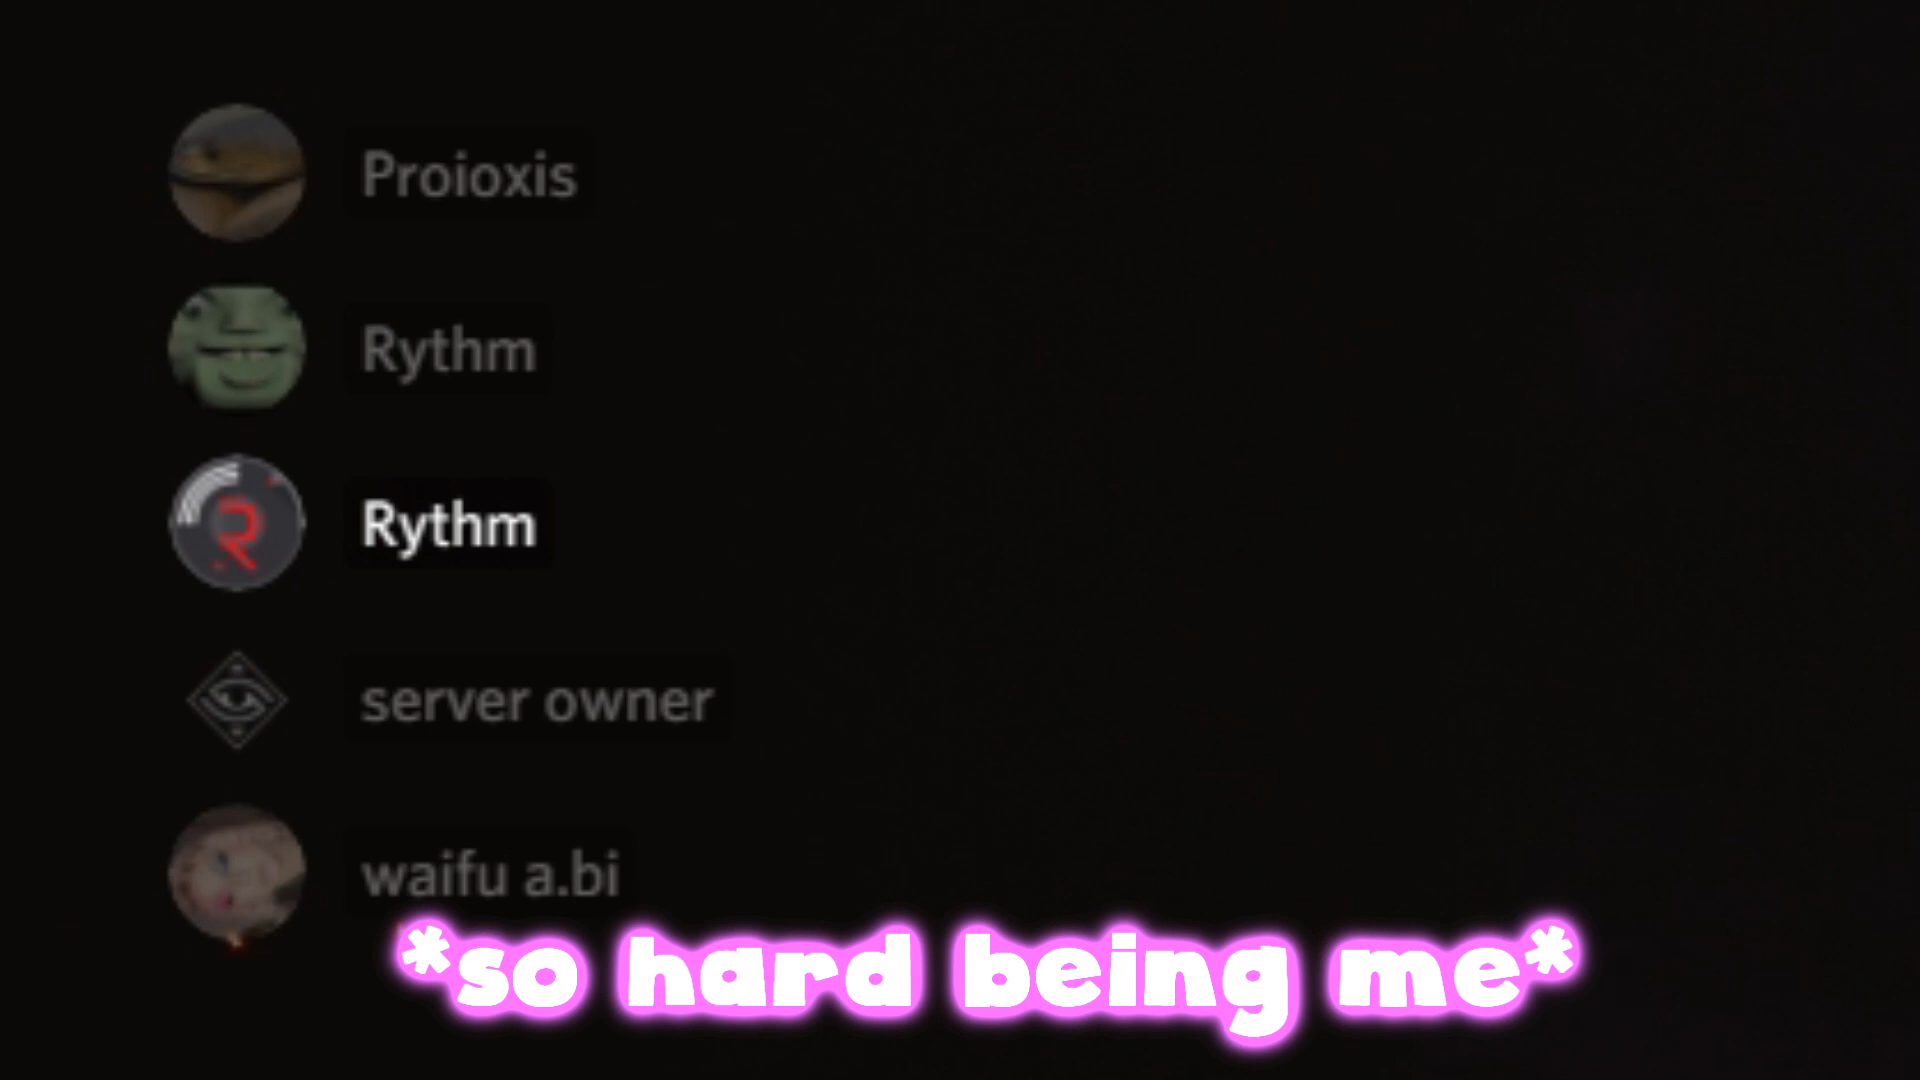 Proioxis
Rythm
Rythm
server owner
waifu a.bi
*so hard being me*